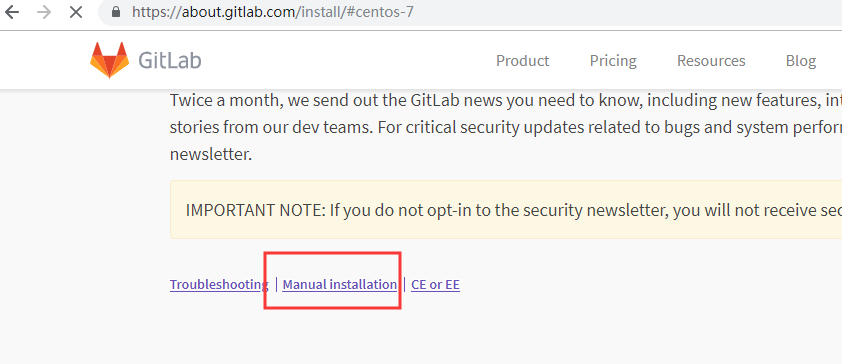 https://about.gitlab.com/install/#centos-7
GitLab Product Pricing Resources Blog
Twice a month, we send out the GitLab news you need to know, including new features,
stories from our dev teams. For critical security updates related to bugs and system
newsletter.
IMPORTANT NOTE: If you do not opt-in to the security newsletter, you will not receive
Troubleshooting | Manual installation | CE or EE